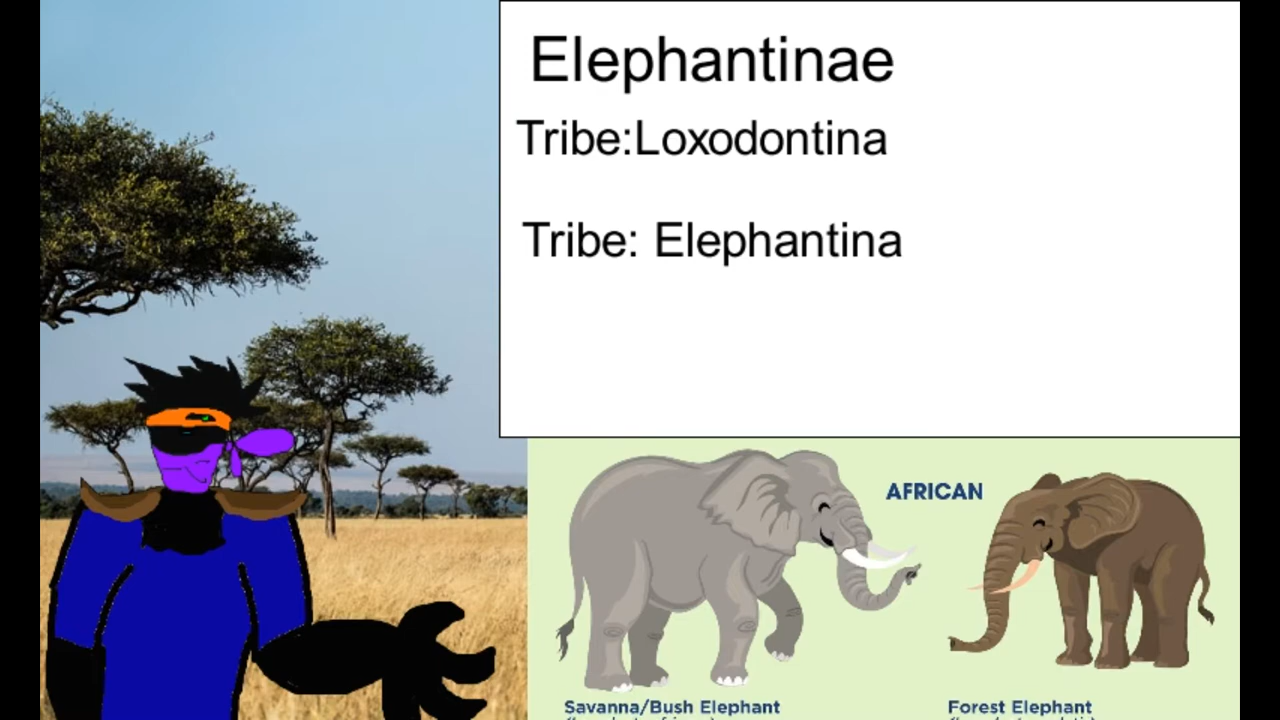 Elephantinae
Tribe:Loxodontina
Tribe: Elephantina
AFRICAN
Savanna/Bush Elephant
Forest Elephant